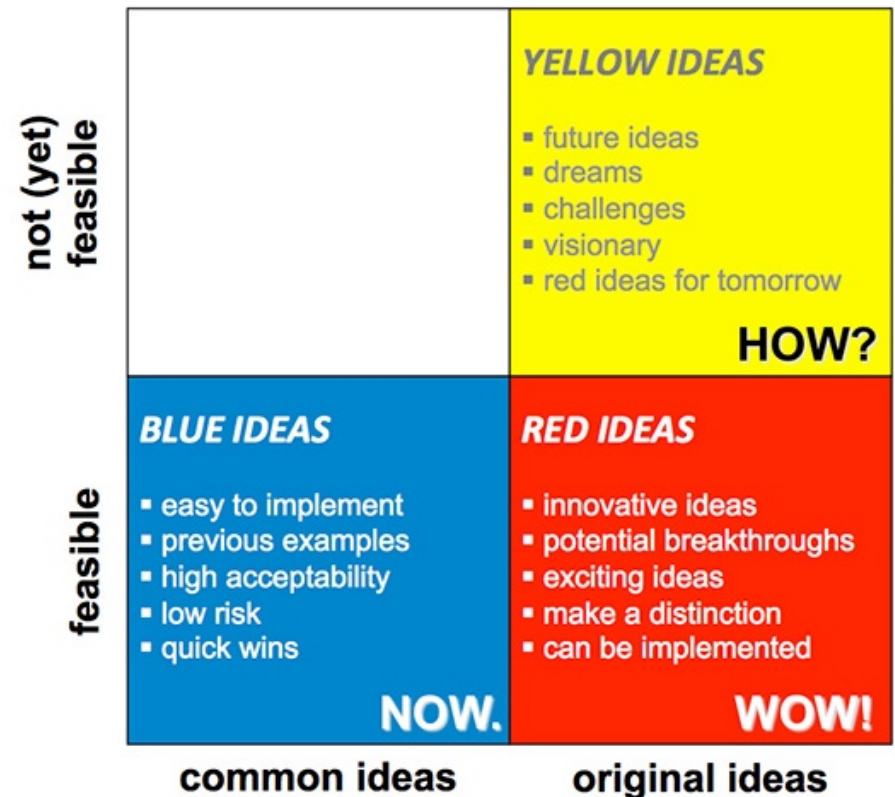 not (yet)
feasible
YELLOW IDEAS
▪ future ideas
▪ dreams
▪ challenges
▪ visionary
▪ red ideas for tomorrow
HOW?
feasible
BLUE IDEAS
▪ easy to implement
▪ previous examples
▪ high acceptability
▪ low risk
▪ quick wins
NOW.
RED IDEAS
▪ innovative ideas
▪ potential breakthroughs
▪ exciting ideas
▪ make a distinction
▪ can be implemented
WOW!
common ideas
original ideas